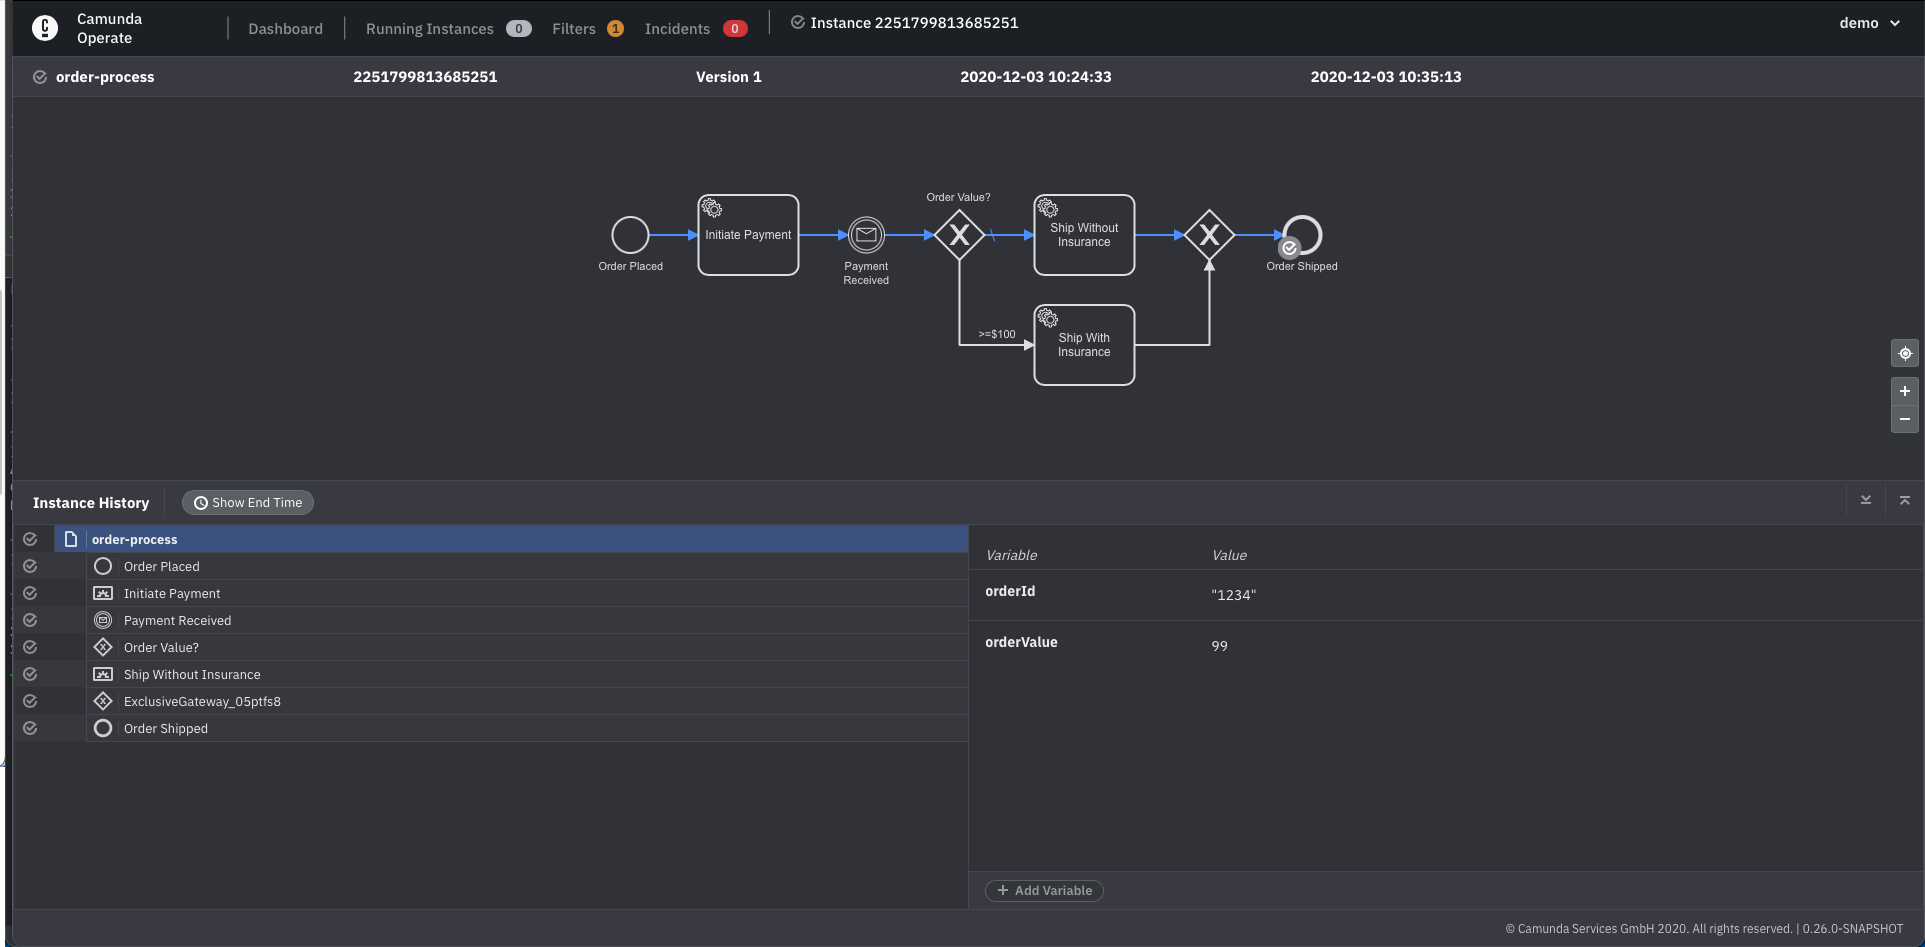 Camunda
Operate
Dashboard
Running Instances 0
Filters 1
Incidents 0
Instance 2251799813685251
demo
order-process 2251799813685251 Version 1 2020-12-03 10:24:33 2020-12-03 10:35:13
Order Placed
Initiate Payment
Payment
Received
Order Value?
X
Ship Without
Insurance
>=$100
Ship With
Insurance
X
Order Shipped
+
−
Instance History
Show End Time
order-process
Order Placed
Initiate Payment
Payment Received
Order Value?
Ship Without Insurance
ExclusiveGateway_05ptfs8
Order Shipped
Variable Value
orderId "1234"
orderValue 99
+ Add Variable
© Camunda Services GmbH 2020. All rights reserved. | 0.26.0-SNAPSHOT